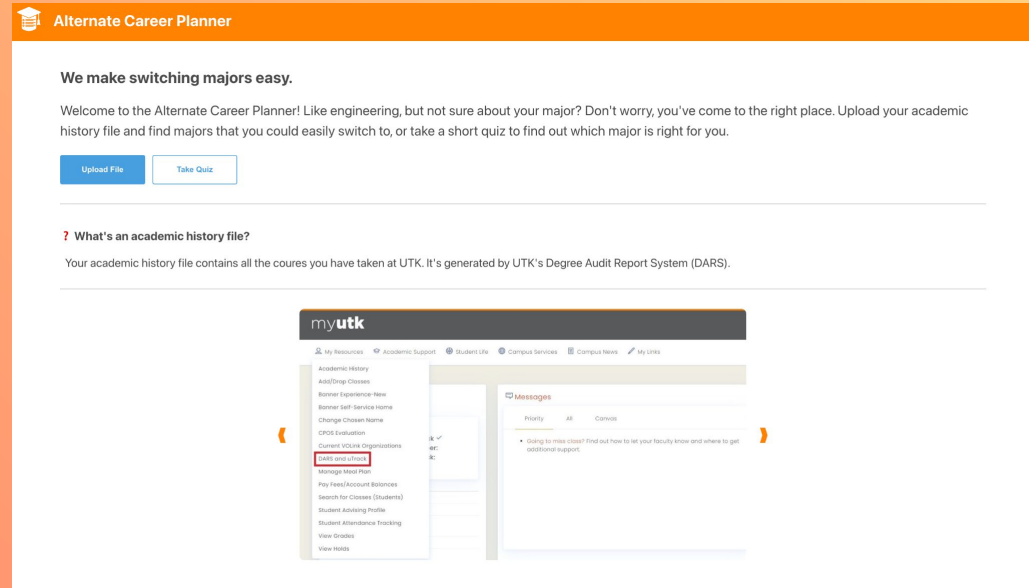 Alternate Career Planner
We make switching majors easy.
Welcome to the Alternate Career Planner! Like engineering, but not sure about your major? Don't worry, you've come to the right place. Upload your academic
history file and find majors that you could easily switch to, or take a short quiz to find out which major is right for you.
Upload File
Take Quiz
? What's an academic history file?
Your academic history file contains all the coures you have taken at UTK. It's generated by UTK's Degree Audit Report System (DARS).
myutk
My Resources Academic Support Student Life Campus Services Campus News My Links
Academic History
Add/Drop Classes
Banner Experience-New
Banner Self-Service Home
Change Chosen Name
CPOS Evaluation
Current VOLink Organizations
DARS and uTrack
Manage Meal Plan
Pay Fees/Account Balances
Search for Classes (Students)
Student Advising Profile
Student Attendance Tracking
View Grades
View Holds
ik
er:
k:
Messages
Priority All Canvas
• Going to miss class? Find out how to let your faculty know and where to get
additional support